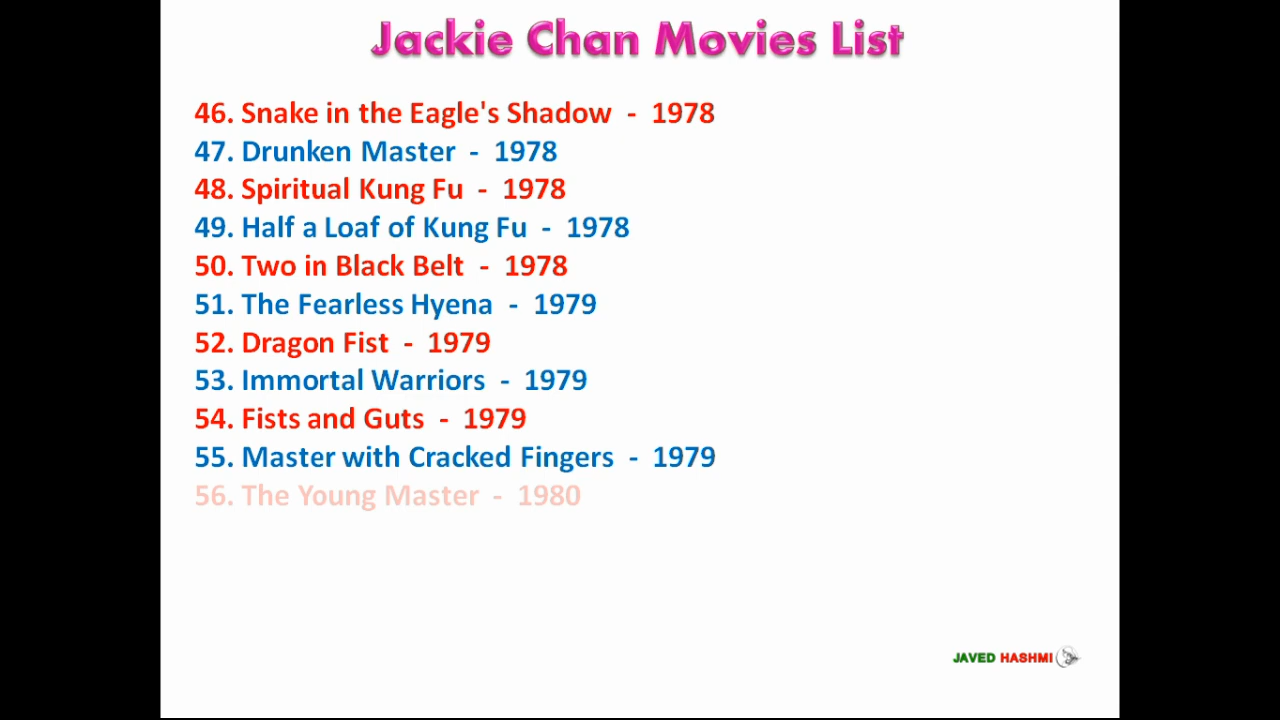 Jackie Chan Movies List
46. Snake in the Eagle's Shadow - 1978
47. Drunken Master - 1978
48. Spiritual Kung Fu - 1978
49. Half a Loaf of Kung Fu - 1978
50. Two in Black Belt - 1978
51. The Fearless Hyena - 1979
52. Dragon Fist - 1979
53. Immortal Warriors - 1979
54. Fists and Guts - 1979
55. Master with Cracked Fingers - 1979
56. The Young Master - 1980
JAVED HASHMI